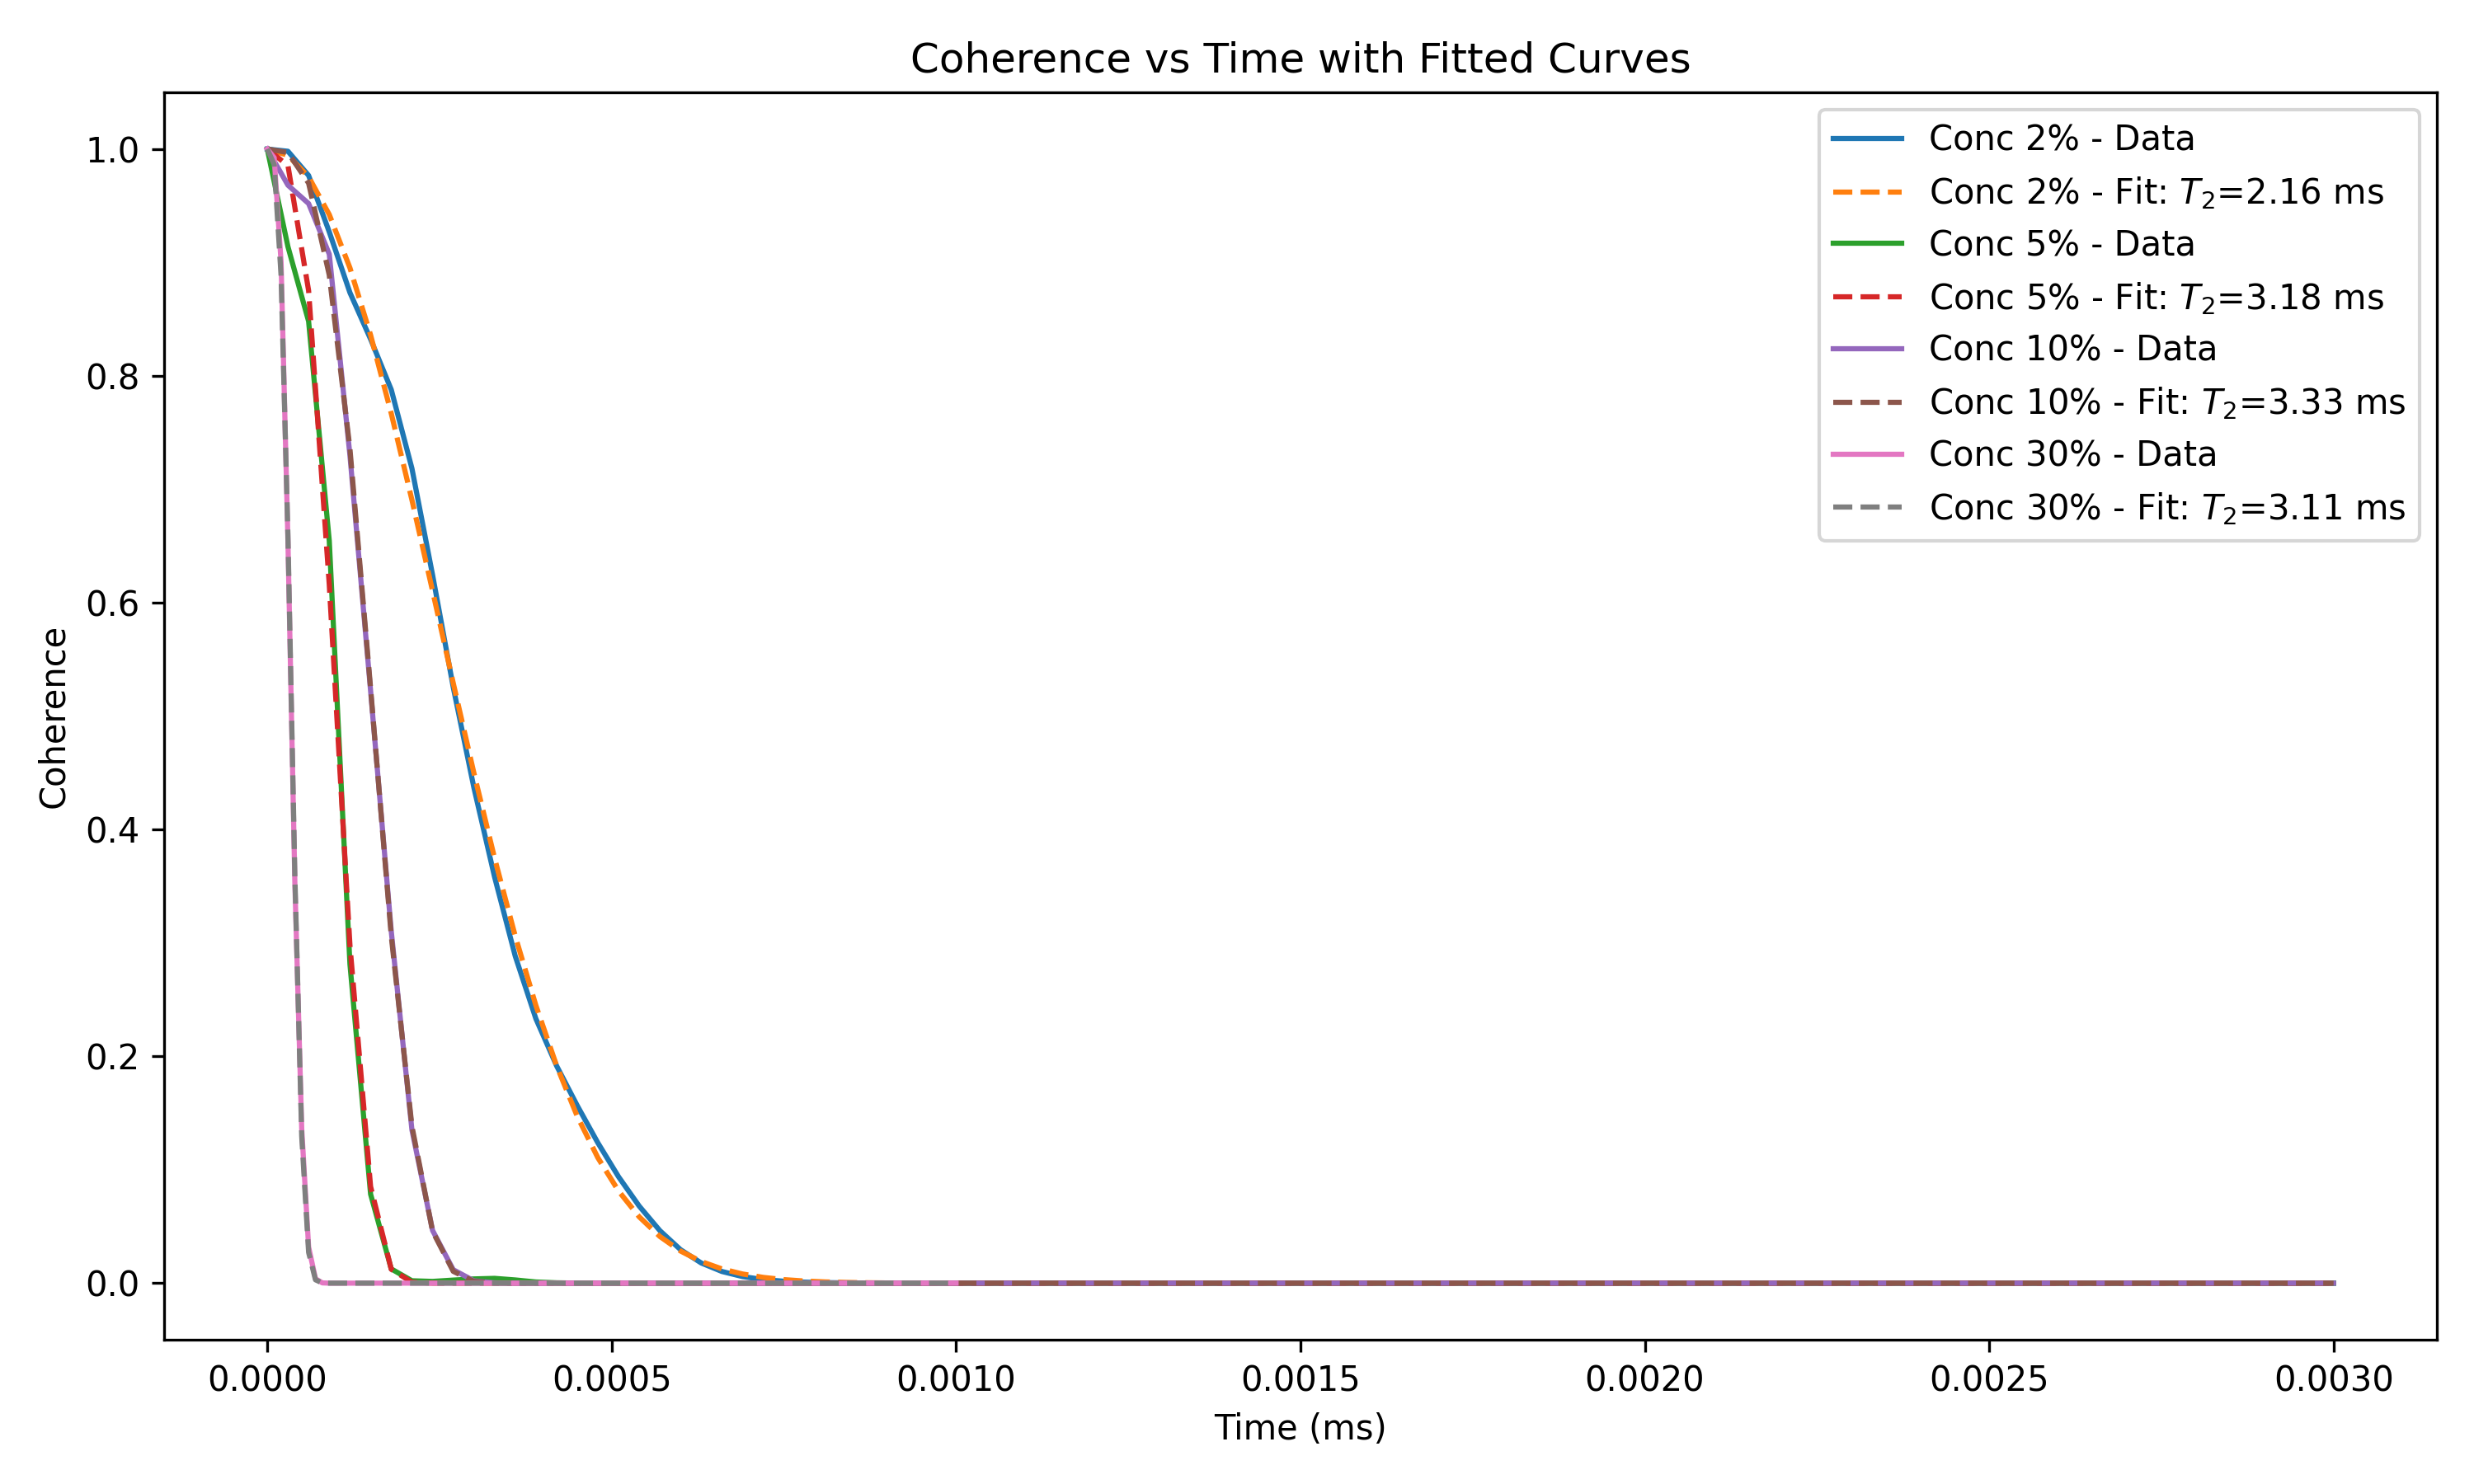 Coherence vs Time with Fitted Curves
Conc 2% - Data
Conc 2% - Fit: T₂=2.16 ms
Conc 5% - Data
Conc 5% - Fit: T₂=3.18 ms
Conc 10% - Data
Conc 10% - Fit: T₂=3.33 ms
Conc 30% - Data
Conc 30% - Fit: T₂=3.11 ms
Coherence
1.0
0.8
0.6
0.4
0.2
0.0
0.0000 0.0005 0.0010 0.0015 0.0020 0.0025 0.0030
Time (ms)